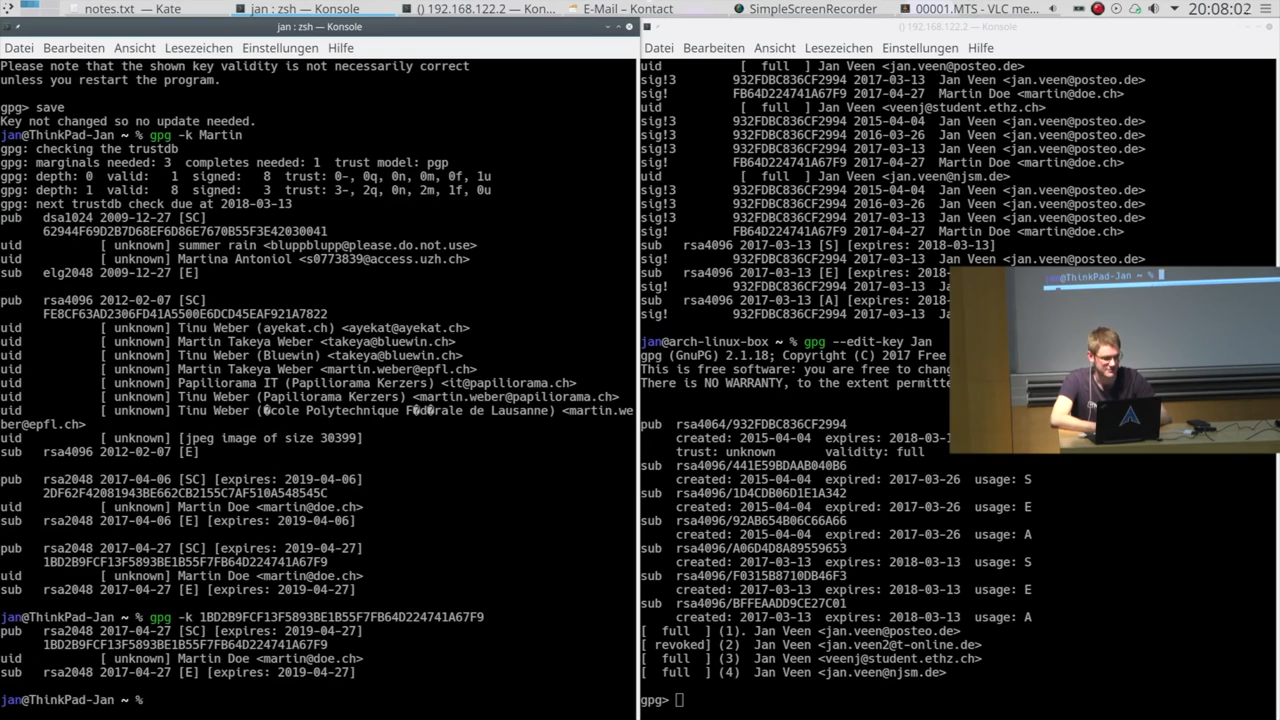 notes.txt — Kate
jan : zsh — Konsole
() 192.168.122.2 — Kon...
E-Mail – Kontact
SimpleScreenRecorder
00001.MTS - VLC me...
20:08:02
jan : zsh — Konsole
Datei Bearbeiten Ansicht Lesezeichen Einstellungen Hilfe
Please note that the shown key validity is not necessarily correct
unless you restart the program.
gpg> save
Key not changed so no update needed.
jan@ThinkPad-Jan ~ % gpg -k Martin
gpg: checking the trustdb
gpg: marginals needed: 3 completes needed: 1 trust model: pgp
gpg: depth: 0 valid: 1 signed: 8 trust: 0-, 0q, 0n, 0m, 0f, 1u
gpg: depth: 1 valid: 8 signed: 3 trust: 3-, 2q, 0n, 2m, 1f, 0u
gpg: next trustdb check due at 2018-03-13
pub dsa1024 2009-12-27 [SC]
62944F69D2B7D68EF6D86E7670B55F3E42030041
uid [ unknown] summer rain <bluppblupp@please.do.not.use>
uid [ unknown] Martina Antoniol <s0773839@access.uzh.ch>
sub elg2048 2009-12-27 [E]
pub rsa4096 2012-02-07 [SC]
FE8CF63AD2306FD41A5500E6DCD45EAF921A7822
uid [ unknown] Tinu Weber (ayekat.ch) <ayekat@ayekat.ch>
uid [ unknown] Martin Takeya Weber <takeya@bluewin.ch>
uid [ unknown] Tinu Weber (Bluewin) <takeya@bluewin.ch>
uid [ unknown] Martin Takeya Weber <martin.weber@epfl.ch>
uid [ unknown] Papiliorama IT (Papiliorama Kerzers) <it@papiliorama.ch>
uid [ unknown] Tinu Weber (Papiliorama Kerzers) <martin.weber@papiliorama.ch>
uid [ unknown] Tinu Weber (�cole Polytechnique F�d�rale de Lausanne) <martin.we
ber@epfl.ch>
uid [ unknown] [jpeg image of size 30399]
sub rsa4096 2012-02-07 [E]
pub rsa2048 2017-04-06 [SC] [expires: 2019-04-06]
2DF62F42081943BE662CB2155C7AF510A548545C
uid [ unknown] Martin Doe <martin@doe.ch>
sub rsa2048 2017-04-06 [E] [expires: 2019-04-06]
pub rsa2048 2017-04-27 [SC] [expires: 2019-04-27]
1BD2B9FCF13F5893BE1B55F7FB64D224741A67F9
uid [ unknown] Martin Doe <martin@doe.ch>
sub rsa2048 2017-04-27 [E] [expires: 2019-04-27]
jan@ThinkPad-Jan ~ % gpg -k 1BD2B9FCF13F5893BE1B55F7FB64D224741A67F9
pub rsa2048 2017-04-27 [SC] [expires: 2019-04-27]
1BD2B9FCF13F5893BE1B55F7FB64D224741A67F9
uid [ unknown] Martin Doe <martin@doe.ch>
sub rsa2048 2017-04-27 [E] [expires: 2019-04-27]
jan@ThinkPad-Jan ~ %
() 192.168.122.2 — Konsole
Datei Bearbeiten Ansicht Lesezeichen Einstellungen Hilfe
uid [ full ] Jan Veen <jan.veen@posteo.de>
sig!3 932FDBC836CF2994 2017-03-13 Jan Veen <jan.veen@posteo.de>
sig! FB64D224741A67F9 2017-04-27 Martin Doe <martin@doe.ch>
uid [ full ] Jan Veen <veenj@student.ethz.ch>
sig!3 932FDBC836CF2994 2015-04-04 Jan Veen <jan.veen@posteo.de>
sig!3 932FDBC836CF2994 2016-03-26 Jan Veen <jan.veen@posteo.de>
sig!3 932FDBC836CF2994 2017-03-13 Jan Veen <jan.veen@posteo.de>
sig! FB64D224741A67F9 2017-04-27 Martin Doe <martin@doe.ch>
uid [ full ] Jan Veen <jan.veen@njsm.de>
sig!3 932FDBC836CF2994 2015-04-04 Jan Veen <jan.veen@posteo.de>
sig!3 932FDBC836CF2994 2016-03-26 Jan Veen <jan.veen@posteo.de>
sig!3 932FDBC836CF2994 2017-03-13 Jan Veen <jan.veen@posteo.de>
sig! FB64D224741A67F9 2017-04-27 Martin Doe <martin@doe.ch>
sub rsa4096 2017-03-13 [S] [expires: 2018-03-13]
sig! 932FDBC836CF2994 2017-03-13 Jan Veen <jan.veen@posteo.de>
sub rsa4096 2017-03-13 [E] [expires: 2018-
sig! 932FDBC836CF2994 2017-03-13 Jan
sub rsa4096 2017-03-13 [A] [expires: 2018-
sig! 932FDBC836CF2994 2017-03-13 Jan
jan@arch-linux-box ~ % gpg --edit-key Jan
gpg (GnuPG) 2.1.18; Copyright (C) 2017 Free
This is free software: you are free to chan
There is NO WARRANTY, to the extent permitte
pub rsa4064/932FDBC836CF2994
created: 2015-04-04 expires: 2018-03-
trust: unknown validity: full
sub rsa4096/441E59BDAAB040B6
created: 2015-04-04 expires: 2017-03-26 usage: S
sub rsa4096/1D4CDB06D1E1A342
created: 2015-04-04 expires: 2017-03-26 usage: E
sub rsa4096/92AB654B06C66A66
created: 2015-04-04 expires: 2017-03-26 usage: A
sub rsa4096/A06D4D8A89559653
created: 2017-03-13 expires: 2018-03-13 usage: S
sub rsa4096/F0315B8710DB46F3
created: 2017-03-13 expires: 2018-03-13 usage: E
sub rsa4096/BFFEAADD9CE27C01
created: 2017-03-13 expires: 2018-03-13 usage: A
[ full ] (1). Jan Veen <jan.veen@posteo.de>
[ revoked] (2) Jan Veen <jan.veen2@t-online.de>
[ full ] (3) Jan Veen <veenj@student.ethz.ch>
[ full ] (4) Jan Veen <jan.veen@njsm.de>
gpg>
jan@ThinkPad-Jan ~ %